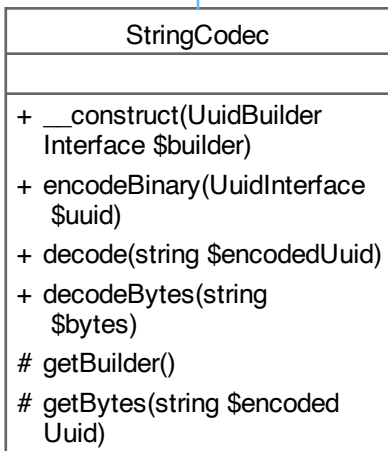 StringCodec
+ __construct(UuidBuilder
Interface $builder)
+ encodeBinary(UuidInterface
$uuid)
+ decode(string $encodedUuid)
+ decodeBytes(string
$bytes)
# getBuilder()
# getBytes(string $encoded
Uuid)